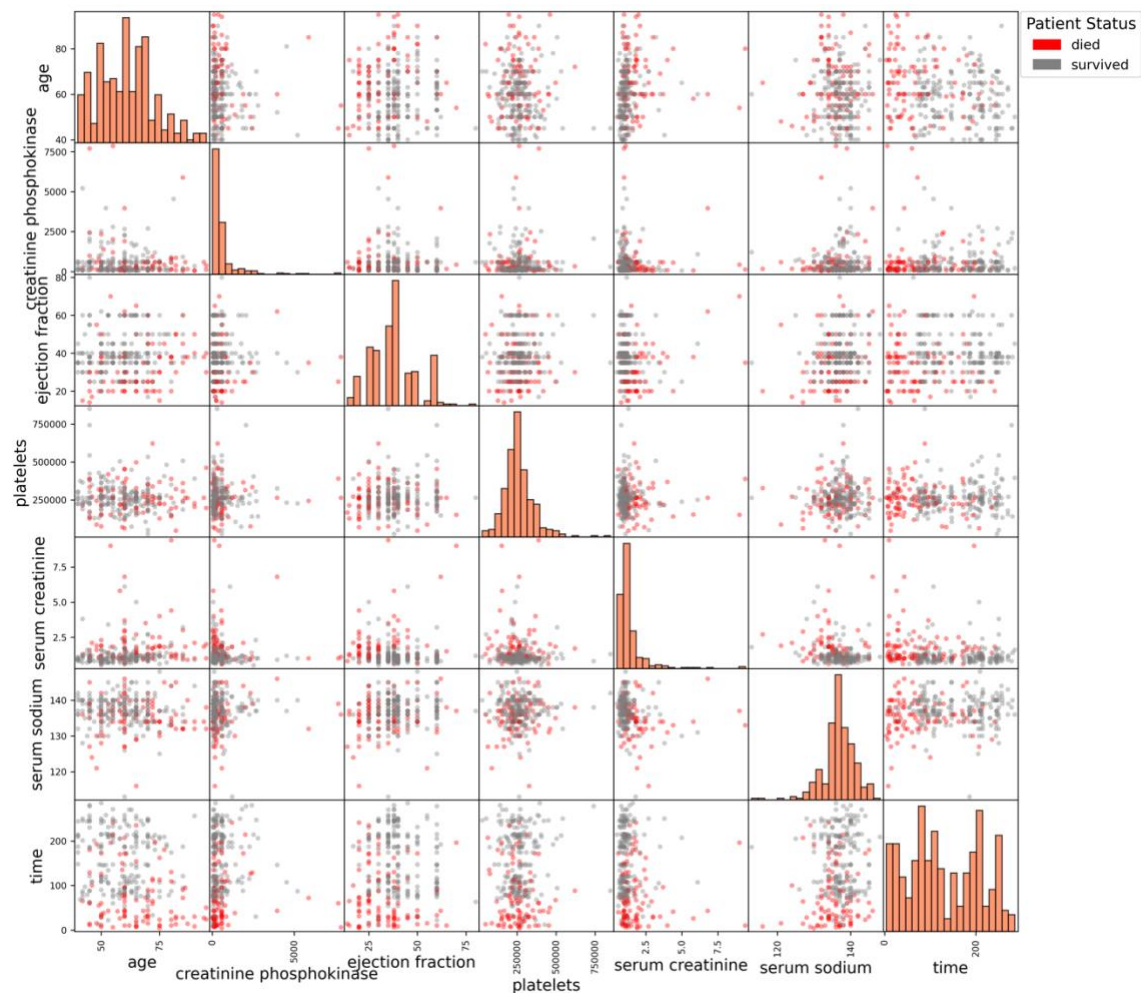 Patient Status
died
survived
age
80
60
40
creatinine phosphokinase
7500
5000
2500
0
ejection fraction
80
60
40
20
platelets
750000
500000
250000
serum creatinine
7.5
5.0
2.5
serum sodium
140
130
120
time
200
100
0
50
75
0
5000
25
50
75
250000
500000
750000
2.5
5.0
7.5
120
140
0
200
age
creatinine phosphokinase
ejection fraction
platelets
serum creatinine
serum sodium
time